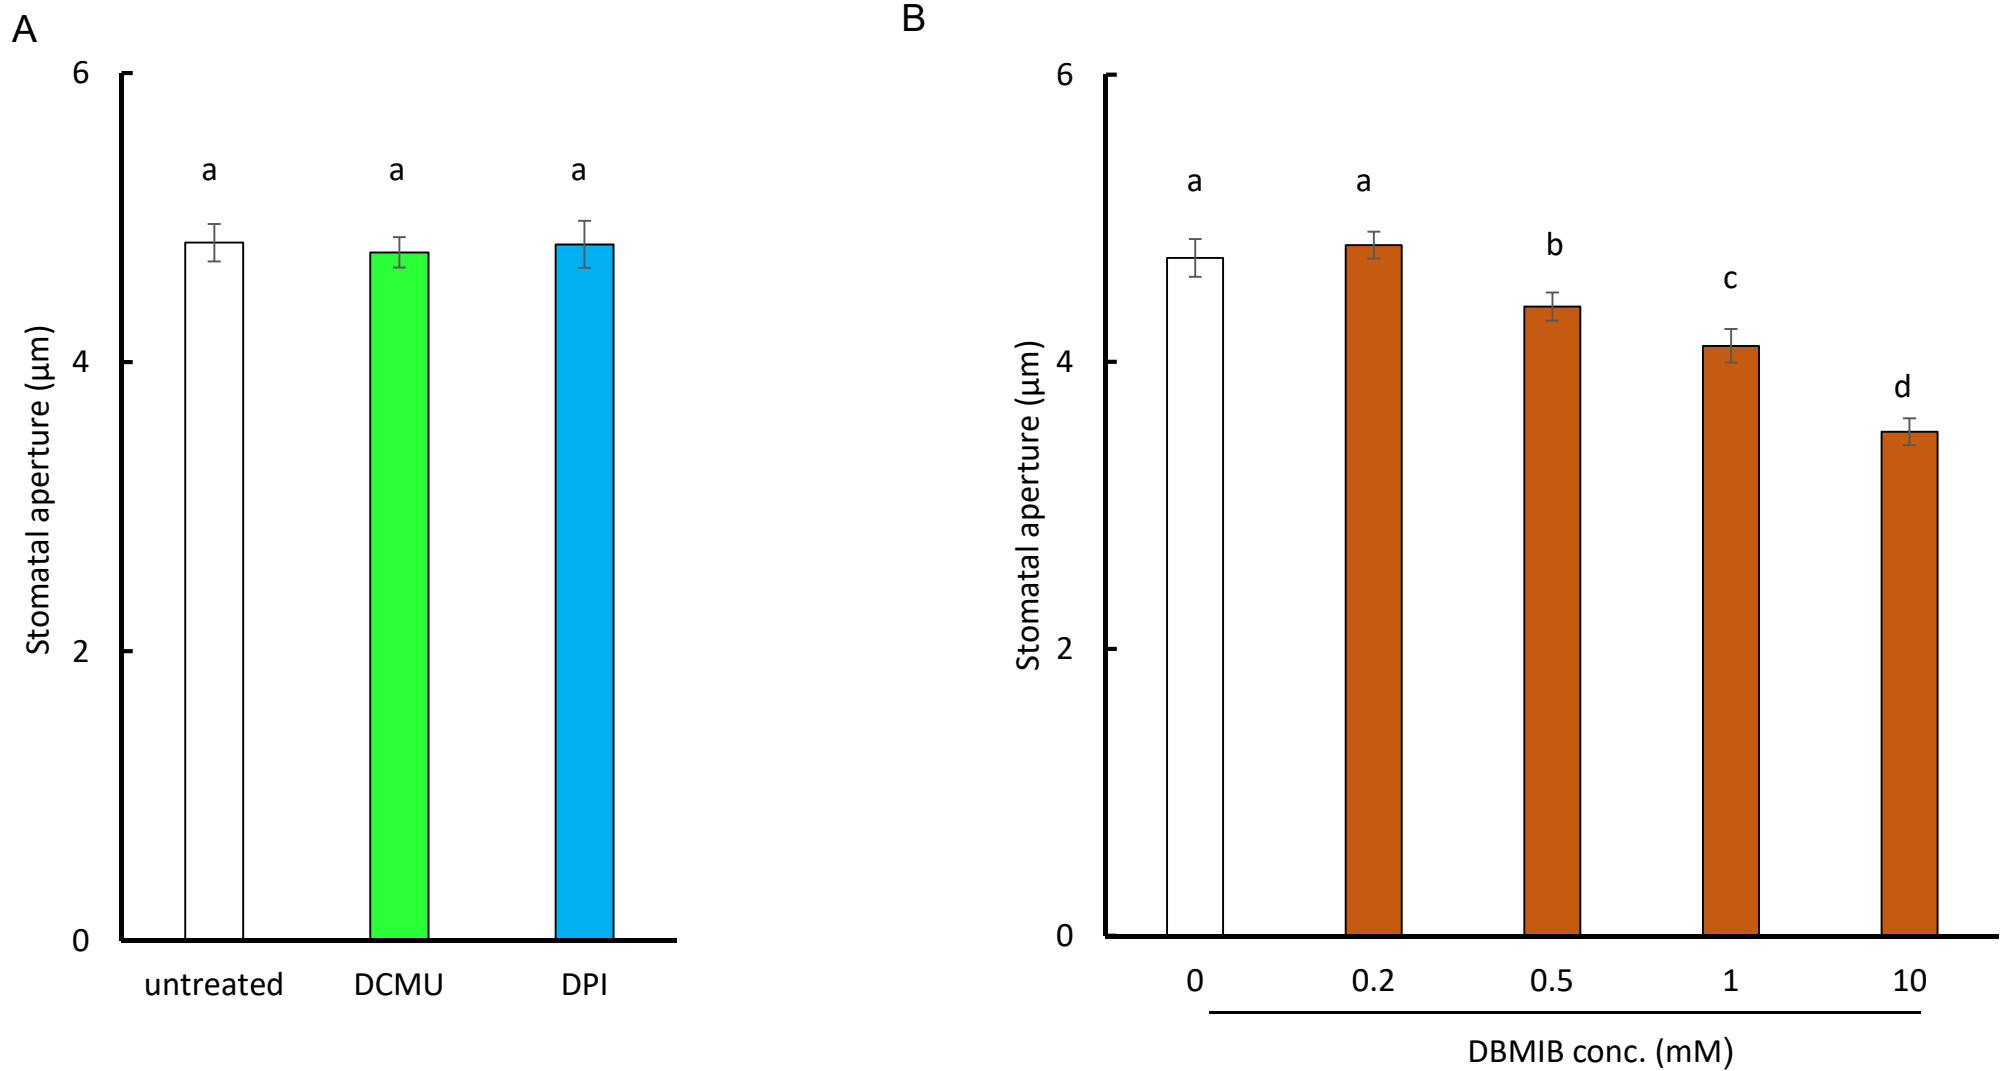 A
Stomatal aperture (μm)
6
4
2
0
a
a
a
untreated
DCMU
DPI
B
Stomatal aperture (μm)
6
4
2
0
a
a
b
c
d
0
0.2
0.5
1
10
DBMIB conc. (mM)